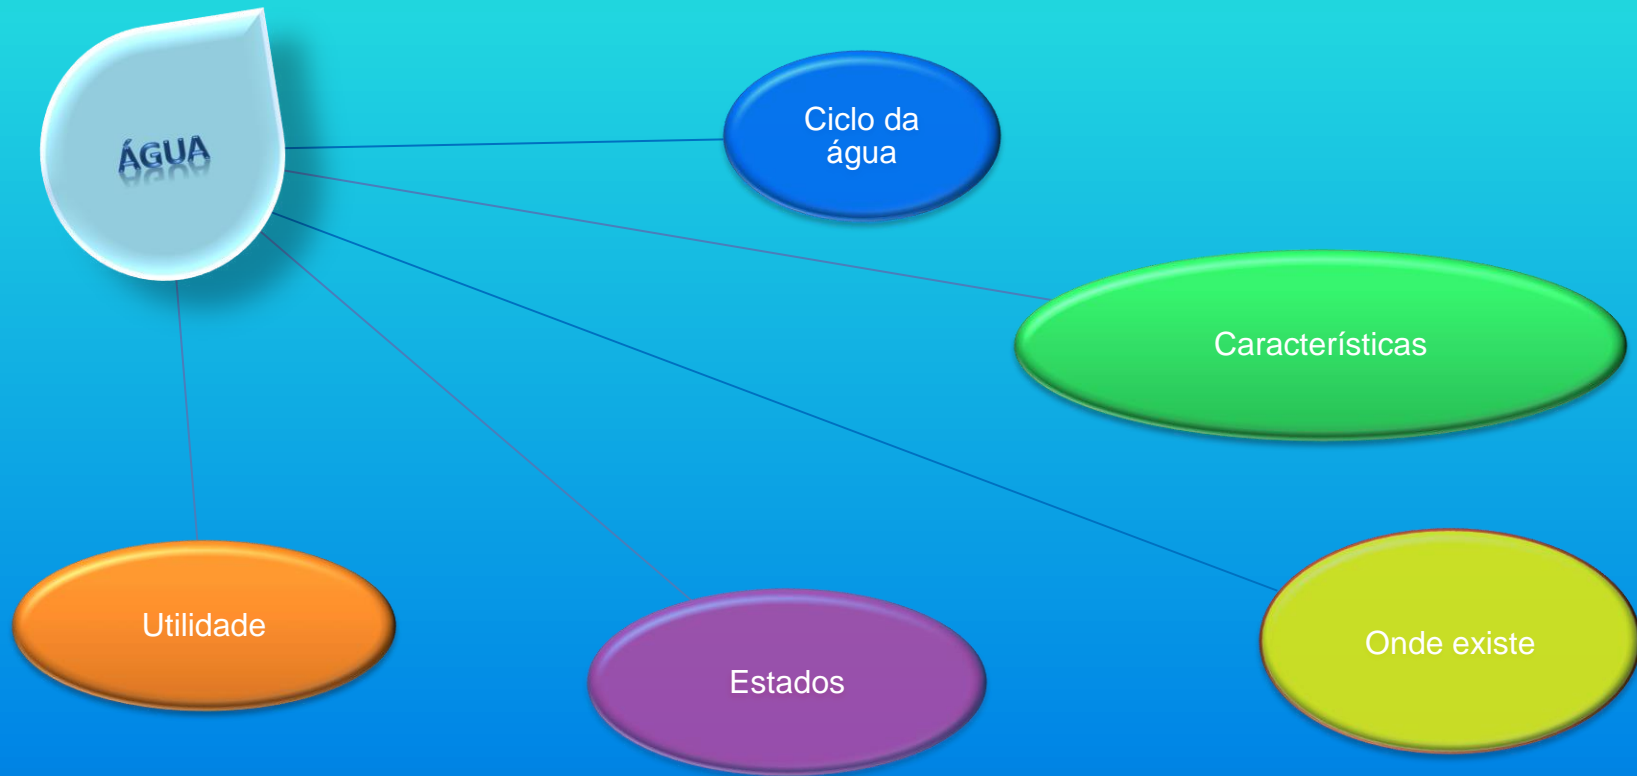 ÁGUA
Ciclo da
água
Características
Onde existe
Estados
Utilidade